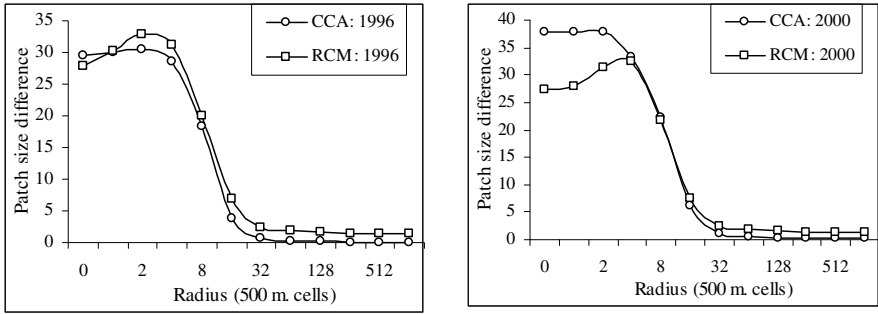 35
30
25
20
15
10
5
0
Patch size difference
CCA: 1996
RCM: 1996
0 2 8 32 128 512
Radius (500 m. cells)
40
35
30
25
20
15
10
5
0
Patch size difference
CCA: 2000
RCM: 2000
0 2 8 32 128 512
Radius (500 m. cells)